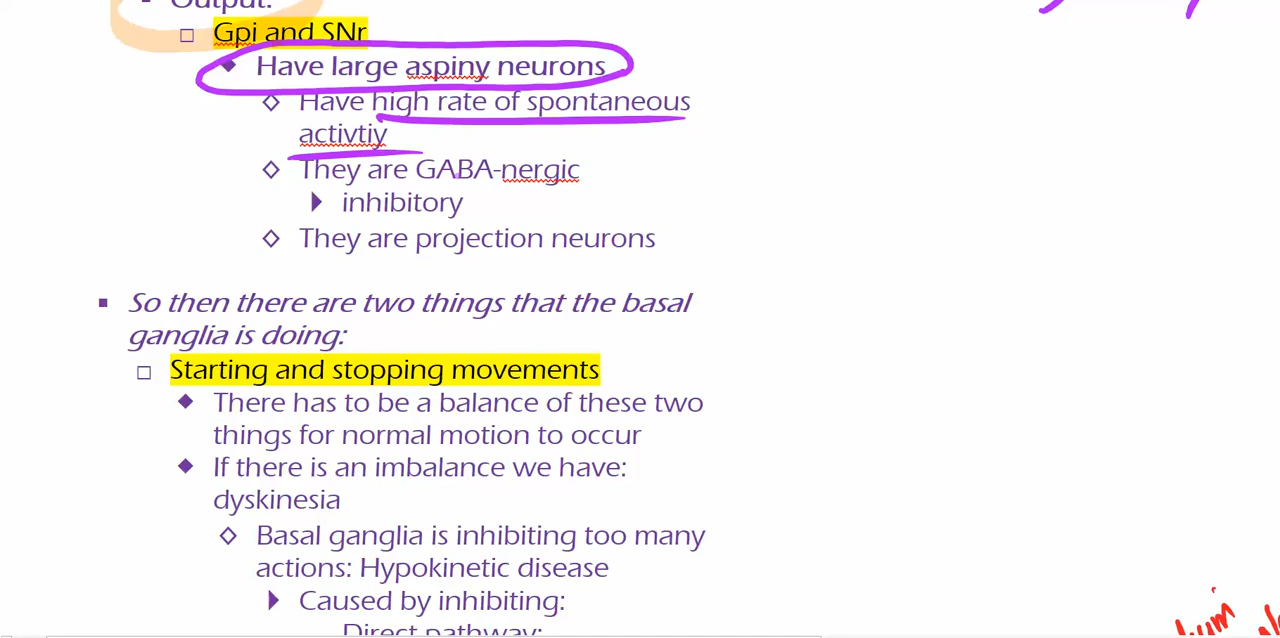 Output:
Gpi and SNr
Have large aspiny neurons
Have high rate of spontaneous
activtiy
They are GABA-nergic
inhibitory
They are projection neurons
So then there are two things that the basal
ganglia is doing:
Starting and stopping movements
There has to be a balance of these two
things for normal motion to occur
If there is an imbalance we have:
dyskinesia
Basal ganglia is inhibiting too many
actions: Hypokinetic disease
Caused by inhibiting:
Direct pathway: